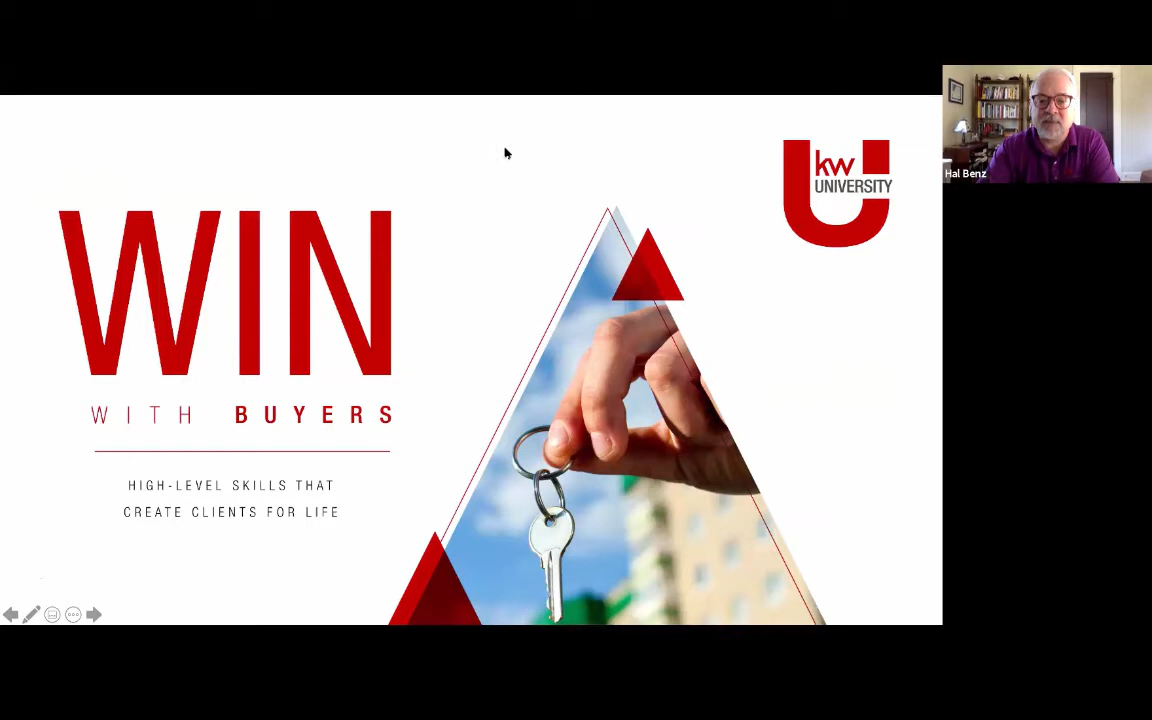 WIN
WITH BUYERS
HIGH-LEVEL SKILLS THAT
CREATE CLIENTS FOR LIFE
kw
UNIVERSITY
Hal Benz